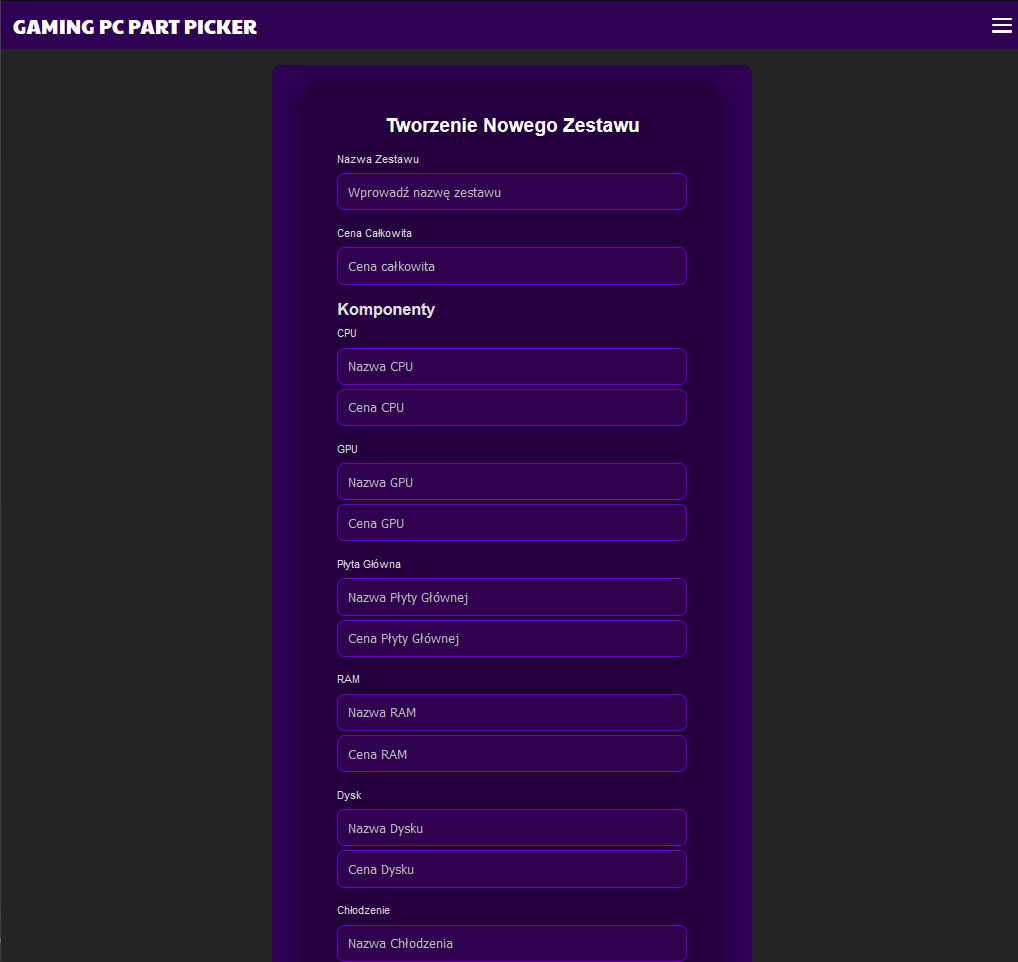 GAMING PC PART PICKER
Tworzenie Nowego Zestawu
Nazwa Zestawu
Wprowadź nazwę zestawu
Cena Całkowita
Cena całkowita
Komponenty
CPU
Nazwa CPU
Cena CPU
GPU
Nazwa GPU
Cena GPU
Płyta Główna
Nazwa Płyty Głównej
Cena Płyty Głównej
RAM
Nazwa RAM
Cena RAM
Dysk
Nazwa Dysku
Cena Dysku
Chłodzenie
Nazwa Chłodzenia